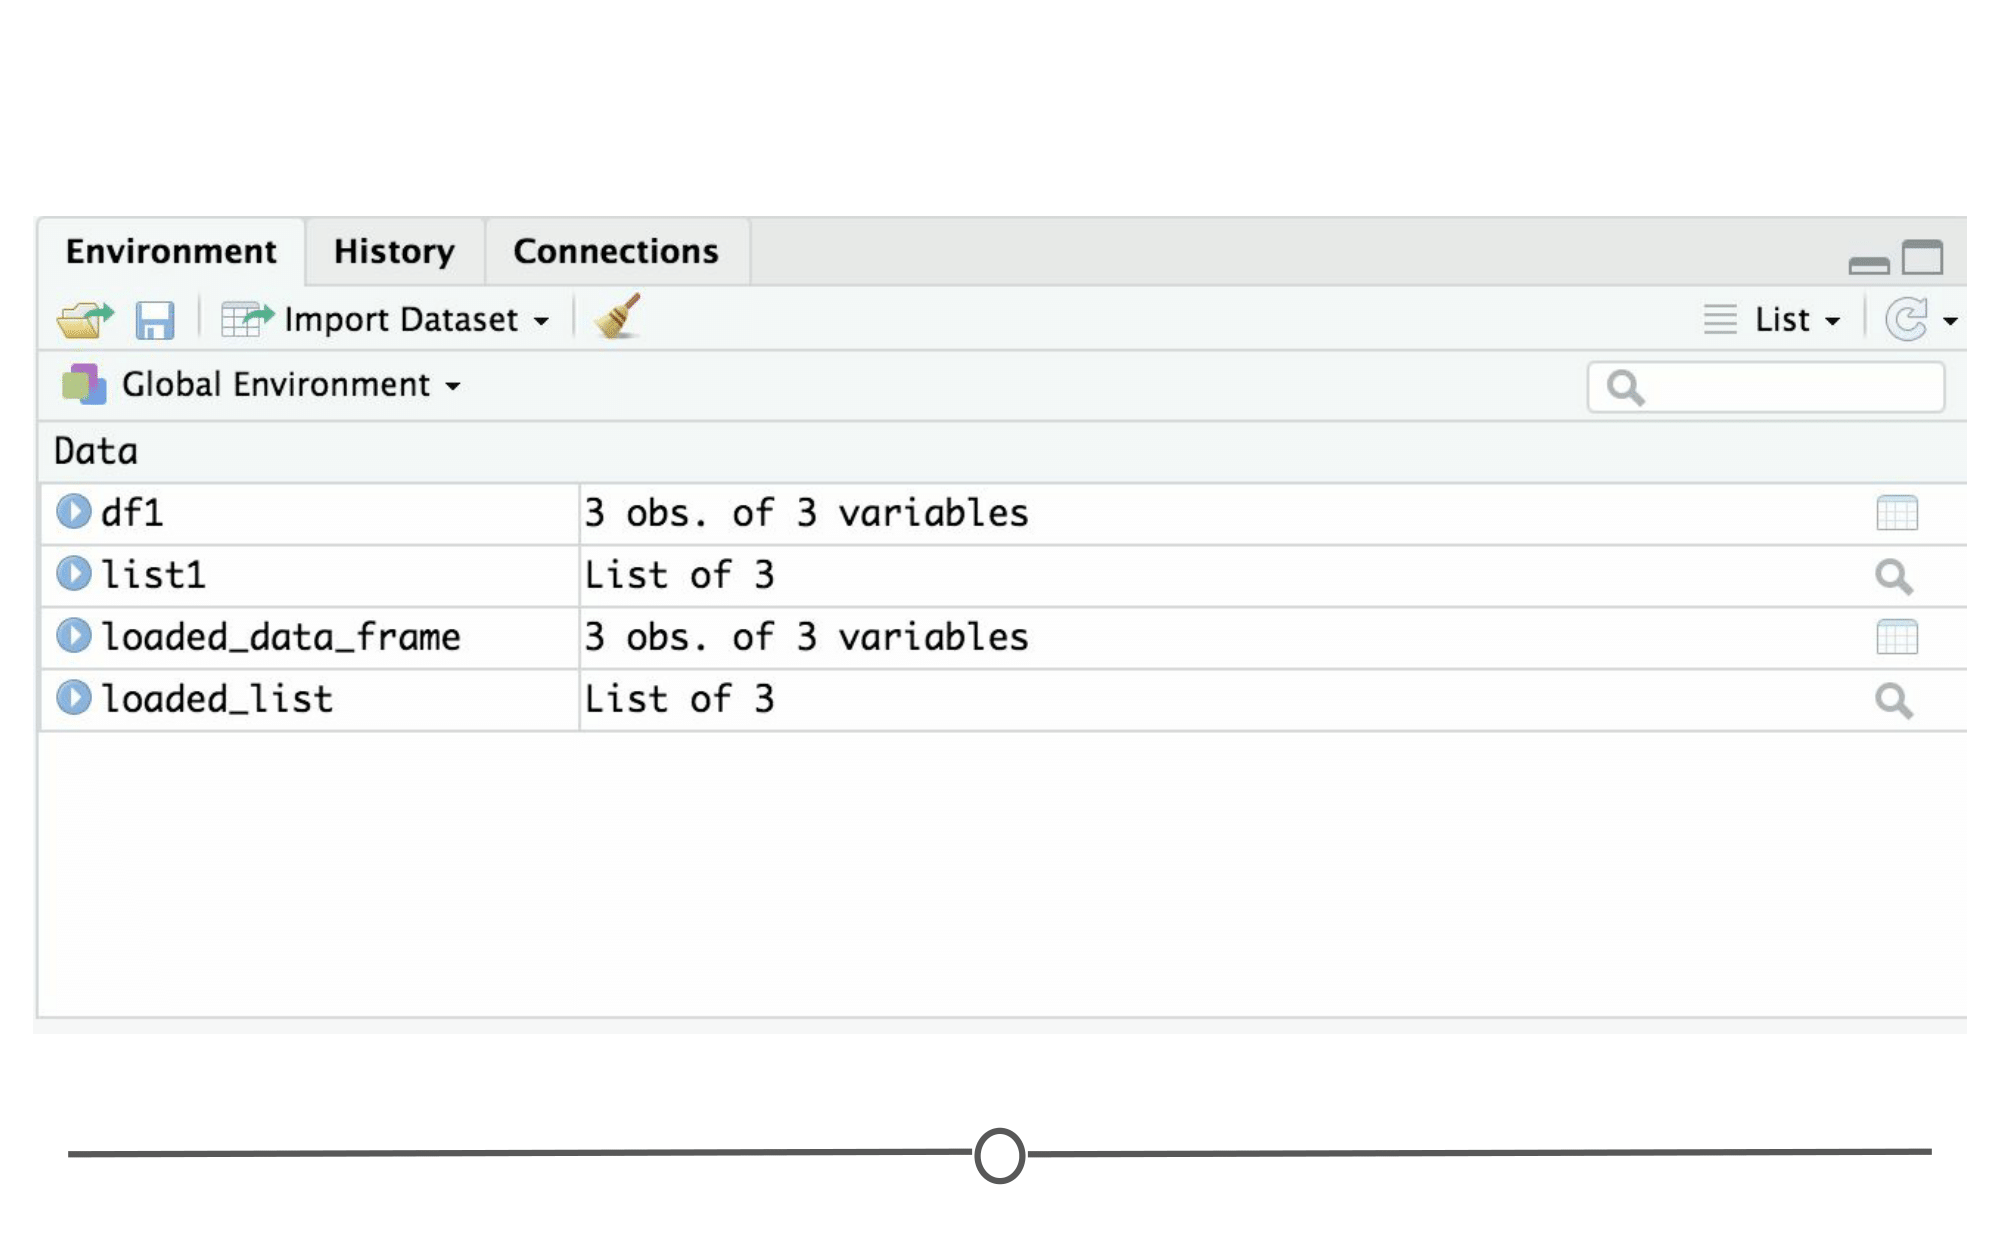 Environment History Connections
Import Dataset List
Global Environment
Data
df1 3 obs. of 3 variables
list1 List of 3
loaded_data_frame 3 obs. of 3 variables
loaded_list List of 3